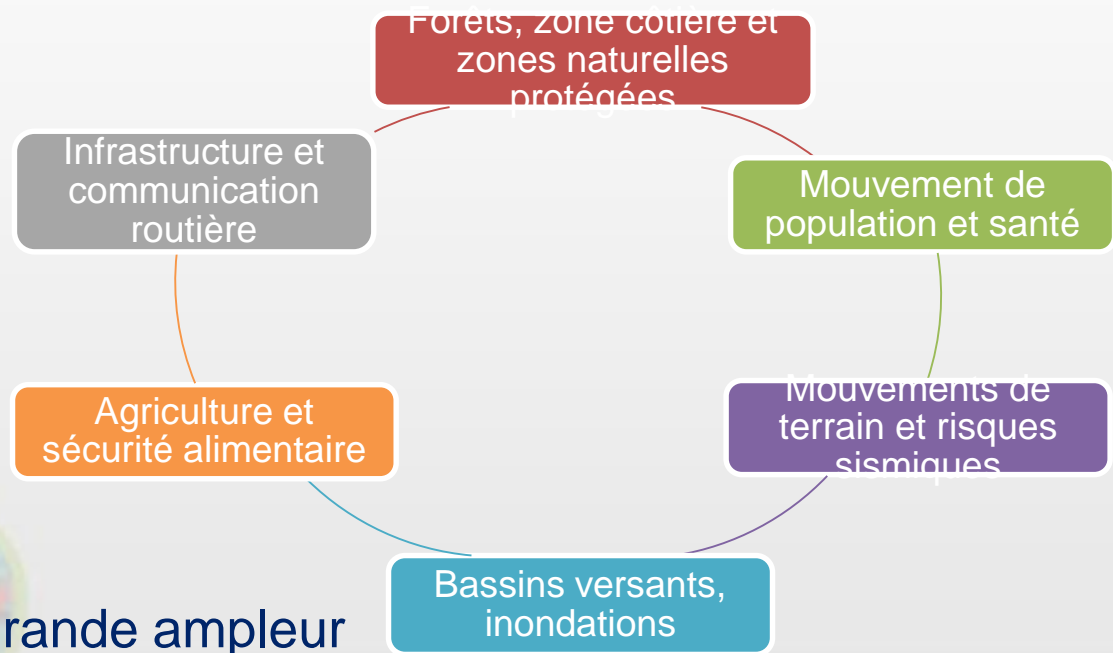 Forêts, zone côtière et
zones naturelles
protégées
Infrastructure et
communication
routière
Mouvement de
population et santé
Agriculture et
sécurité alimentaire
Mouvements de
terrain et risques
sismiques
Bassins versants,
inondations
rande ampleur